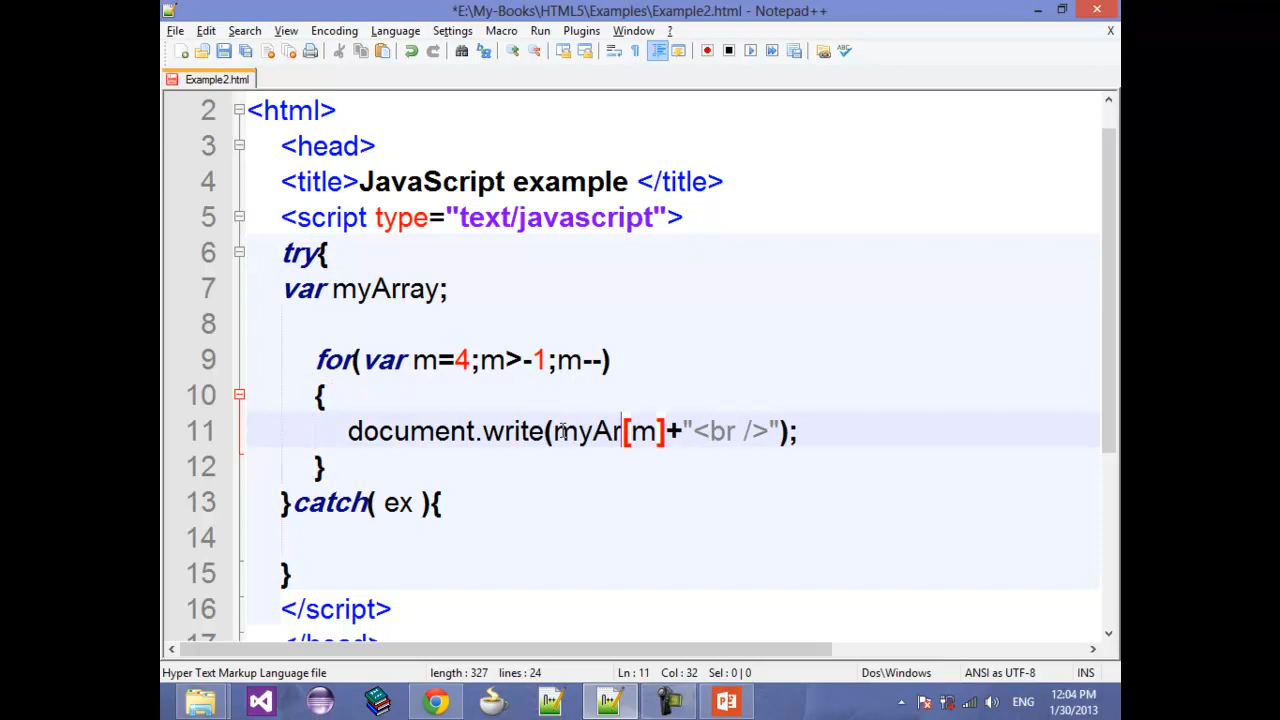 *E:\My-Books\HTML5\Examples\Example2.html - Notepad++
File Edit Search View Encoding Language Settings Macro Run Plugins Window ? X
Example2.html
2 <html>
3 <head>
4 <title>JavaScript example </title>
5 <script type="text/javascript">
6 try{
7 var myArray;
8
9 for(var m=4;m>-1;m--)
10 {
11 document.write(myAr[m]+"<br />");
12 }
13 }catch( ex ){
14
15 }
16 </script>
17 </head>
Hyper Text Markup Language file length : 327 lines : 24 Ln : 11 Col : 32 Sel : 0 | 0 Dos\Windows ANSI as UTF-8 INS
ENG 12:04 PM
1/30/2013